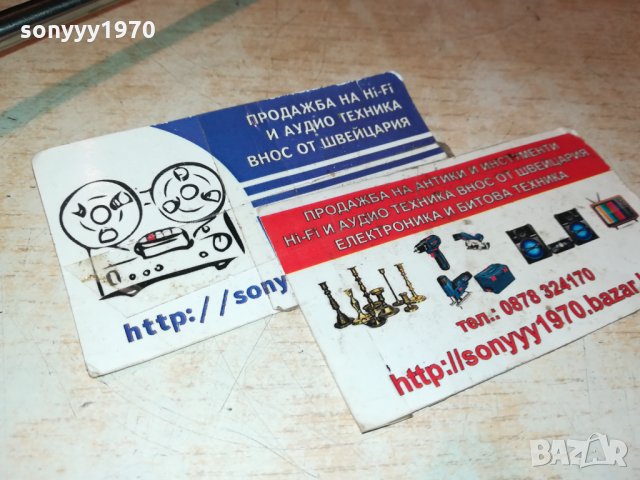 sonyyy1970
ПРОДАЖБА НА Hi-Fi
И АУДИО ТЕХНИКА
ВНОС ОТ ШВЕЙЦАРИЯ
http://sony
ПРОДАЖБА НА АНТИКИ И ИНСТРУМЕНТИ
Hi-Fi И АУДИО ТЕХНИКА ВНОС ОТ ШВЕЙЦАРИЯ
ЕЛЕКТРОНИКА И БИТОВА ТЕХНИКА
тел.: 0878 324170
http://sonyyy1970.bazar.
BAZAR